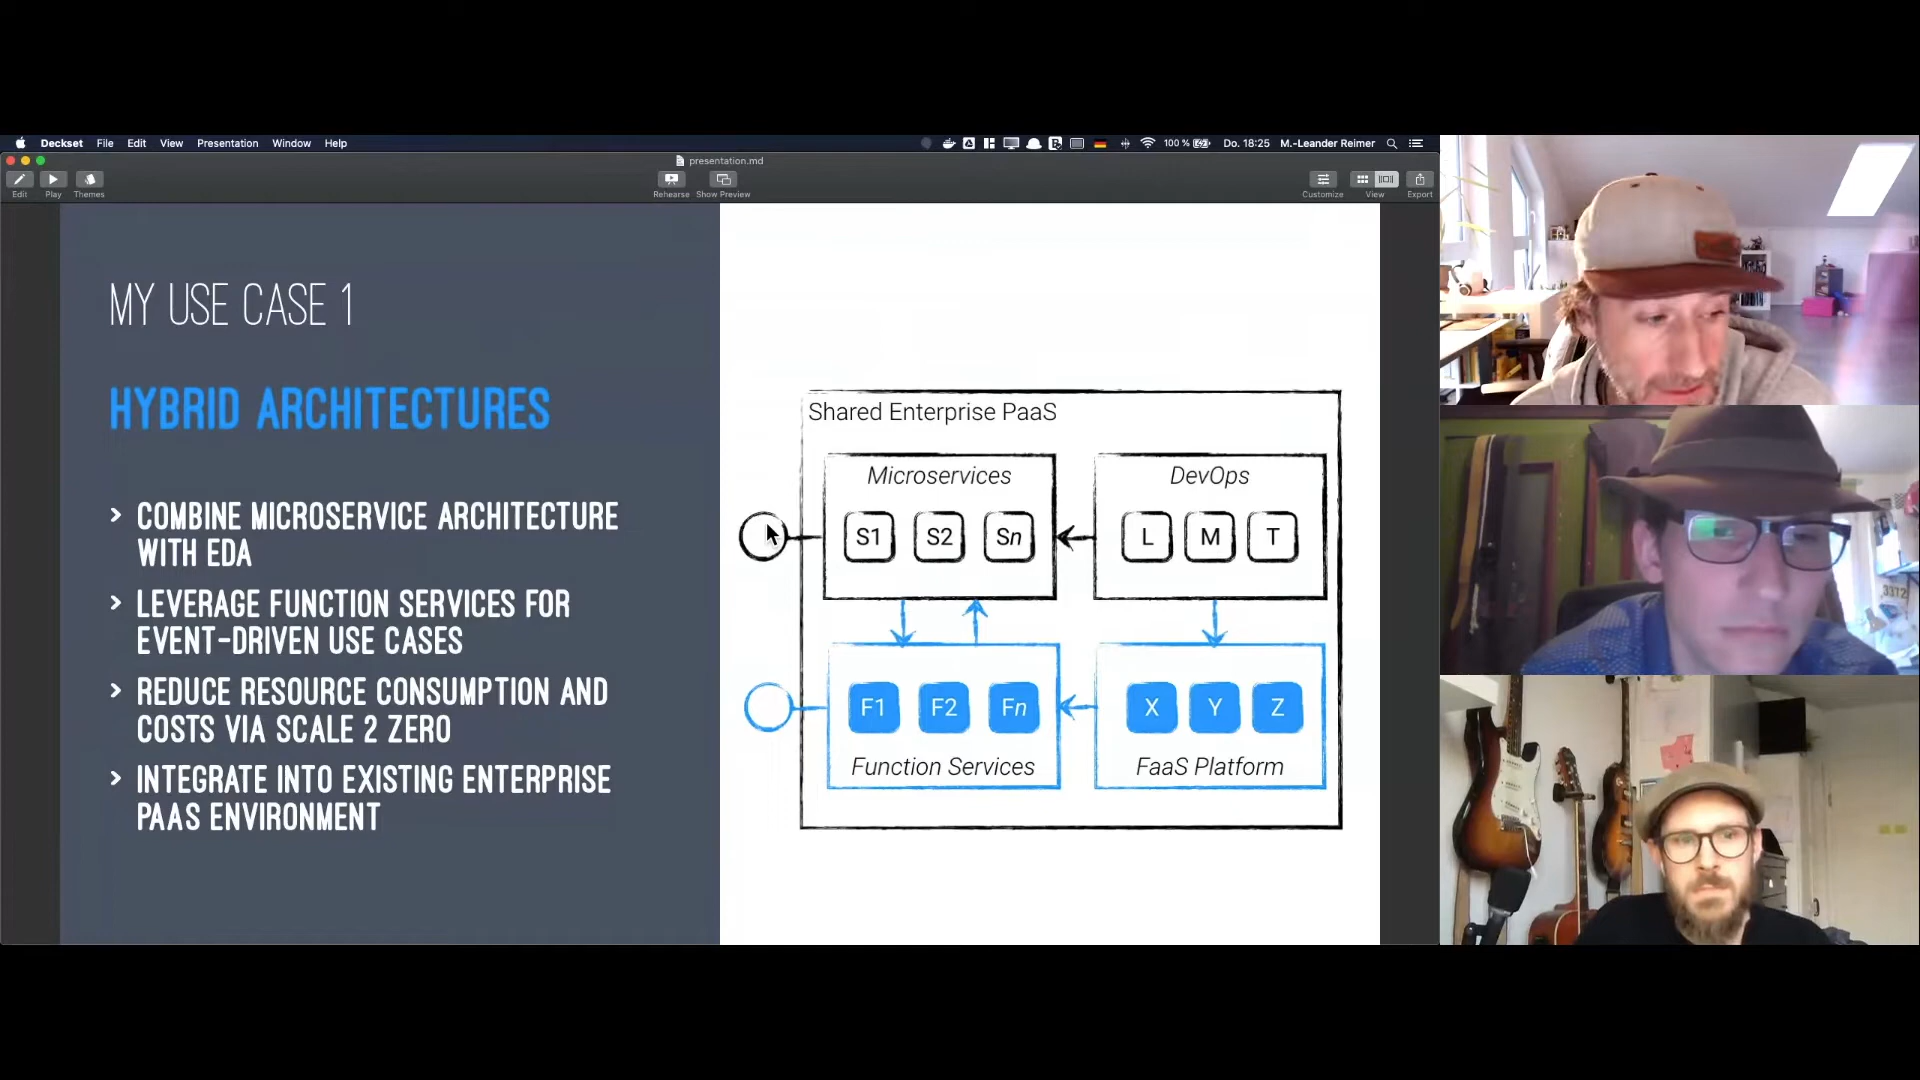 Deckset File Edit View Presentation Window Help
100 % Do. 18:25 M.-Leander Reimer
presentation.md
Edit Play Themes Rehearse Show Preview Customize View Export
MY USE CASE 1
HYBRID ARCHITECTURES
> COMBINE MICROSERVICE ARCHITECTURE
WITH EDA
> LEVERAGE FUNCTION SERVICES FOR
EVENT-DRIVEN USE CASES
> REDUCE RESOURCE CONSUMPTION AND
COSTS VIA SCALE 2 ZERO
> INTEGRATE INTO EXISTING ENTERPRISE
PAAS ENVIRONMENT
Shared Enterprise PaaS
Microservices
S1 S2 Sn
DevOps
L M T
F1 F2 Fn
Function Services
X Y Z
FaaS Platform
3312